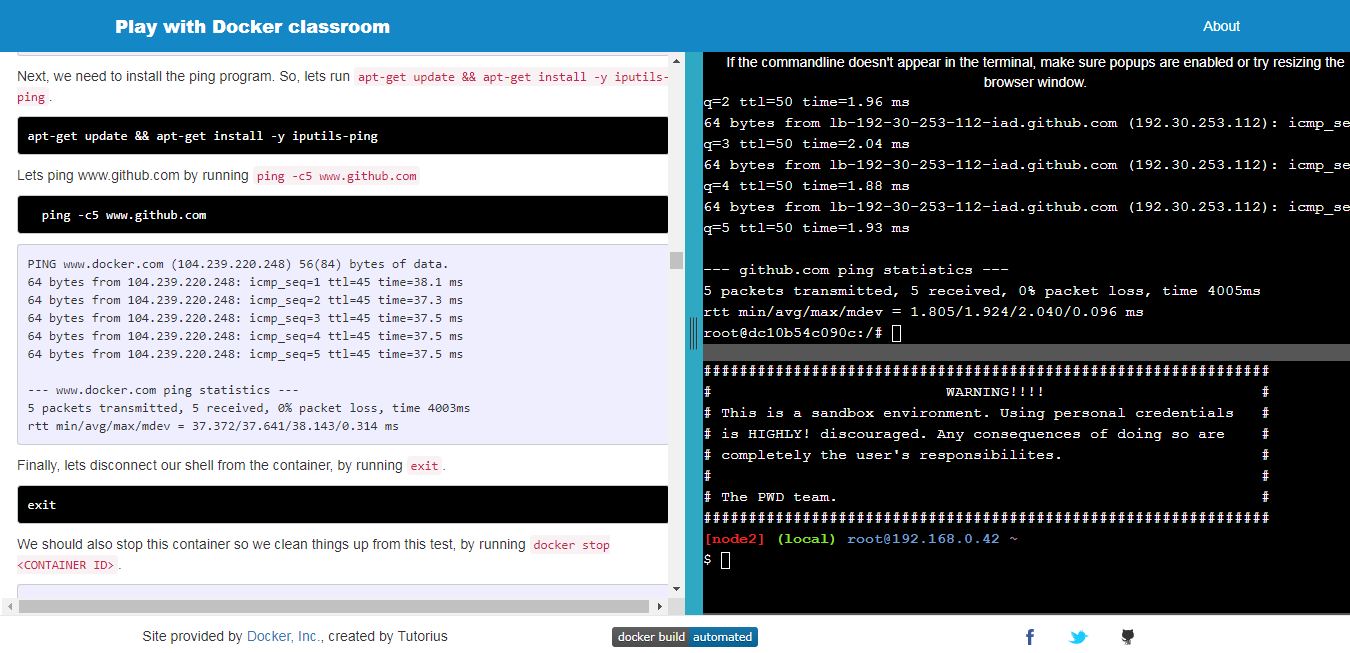 Play with Docker classroom
About
Next, we need to install the ping program. So, lets run apt-get update && apt-get install -y iputils-
ping .
apt-get update && apt-get install -y iputils-ping
Lets ping www.github.com by running ping -c5 www.github.com
ping -c5 www.github.com
PING www.docker.com (104.239.220.248) 56(84) bytes of data.
64 bytes from 104.239.220.248: icmp_seq=1 ttl=45 time=38.1 ms
64 bytes from 104.239.220.248: icmp_seq=2 ttl=45 time=37.3 ms
64 bytes from 104.239.220.248: icmp_seq=3 ttl=45 time=37.5 ms
64 bytes from 104.239.220.248: icmp_seq=4 ttl=45 time=37.5 ms
64 bytes from 104.239.220.248: icmp_seq=5 ttl=45 time=37.5 ms
--- www.docker.com ping statistics ---
5 packets transmitted, 5 received, 0% packet loss, time 4003ms
rtt min/avg/max/mdev = 37.372/37.641/38.143/0.314 ms
Finally, lets disconnect our shell from the container, by running exit .
exit
We should also stop this container so we clean things up from this test, by running docker stop
<CONTAINER ID> .
If the commandline doesn't appear in the terminal, make sure popups are enabled or try resizing the
browser window.
q=2 ttl=50 time=1.96 ms
64 bytes from lb-192-30-253-112-iad.github.com (192.30.253.112): icmp_se
q=3 ttl=50 time=2.04 ms
64 bytes from lb-192-30-253-112-iad.github.com (192.30.253.112): icmp_se
q=4 ttl=50 time=1.88 ms
64 bytes from lb-192-30-253-112-iad.github.com (192.30.253.112): icmp_se
q=5 ttl=50 time=1.93 ms
--- github.com ping statistics ---
5 packets transmitted, 5 received, 0% packet loss, time 4005ms
rtt min/avg/max/mdev = 1.805/1.924/2.040/0.096 ms
root@dc10b54c090c:/#
###############################################################
# WARNING!!!! #
# This is a sandbox environment. Using personal credentials #
# is HIGHLY! discouraged. Any consequences of doing so are #
# completely the user's responsibilites. #
# #
# The PWD team. #
###############################################################
[node2] (local) root@192.168.0.42 ~
$
Site provided by Docker, Inc., created by Tutorius
docker build automated